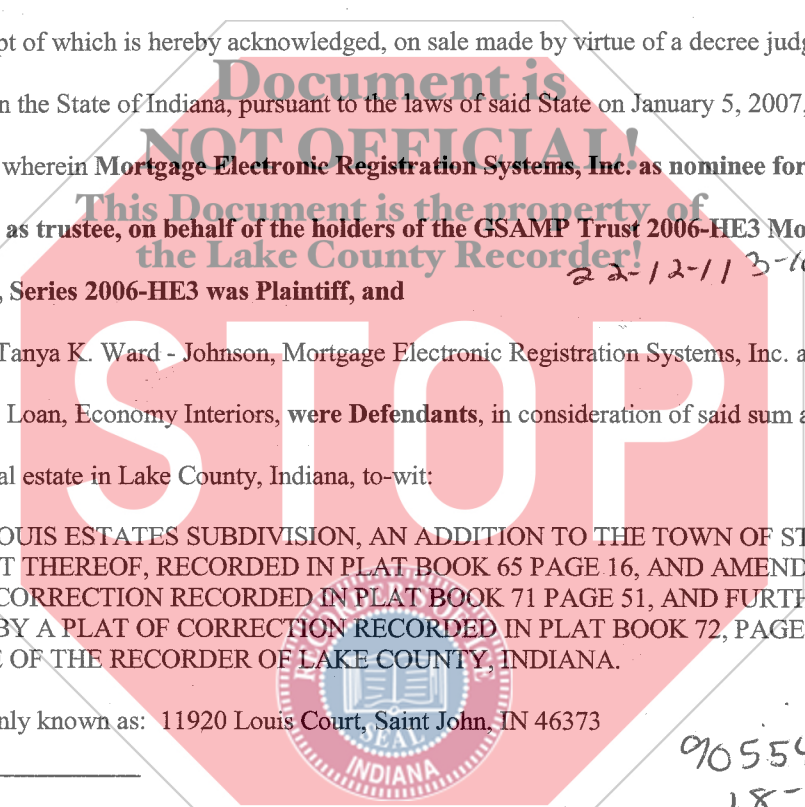 pt of which is hereby acknowledged, on sale made by virtue of a decree judg
Document is
n the State of Indiana, pursuant to the laws of said State on January 5, 2007,
NOT OFFICIAL!
wherein Mortgage Electronic Registration Systems, Inc. as nominee for
This Document is the property of
as trustee, on behalf of the holders of the GSAMP Trust 2006-HE3 Mo
the Lake County Recorder!
22-12-11 3-1
, Series 2006-HE3 was Plaintiff, and
STOP
Tanya K. Ward - Johnson, Mortgage Electronic Registration Systems, Inc. a
Loan, Economy Interiors, were Defendants, in consideration of said sum a
al estate in Lake County, Indiana, to-wit:
OUIS ESTATES SUBDIVISION, AN ADDITION TO THE TOWN OF ST
T THEREOF, RECORDED IN PLAT BOOK 65 PAGE 16, AND AMEND
CORRECTION RECORDED IN PLAT BOOK 71 PAGE 51, AND FURTH
BY A PLAT OF CORRECTION RECORDED IN PLAT BOOK 72, PAGE
E OF THE RECORDER OF LAKE COUNTY, INDIANA.
nly known as: 11920 Louis Court, Saint John, IN 46373
SEAL
INDIANA
90554
18-